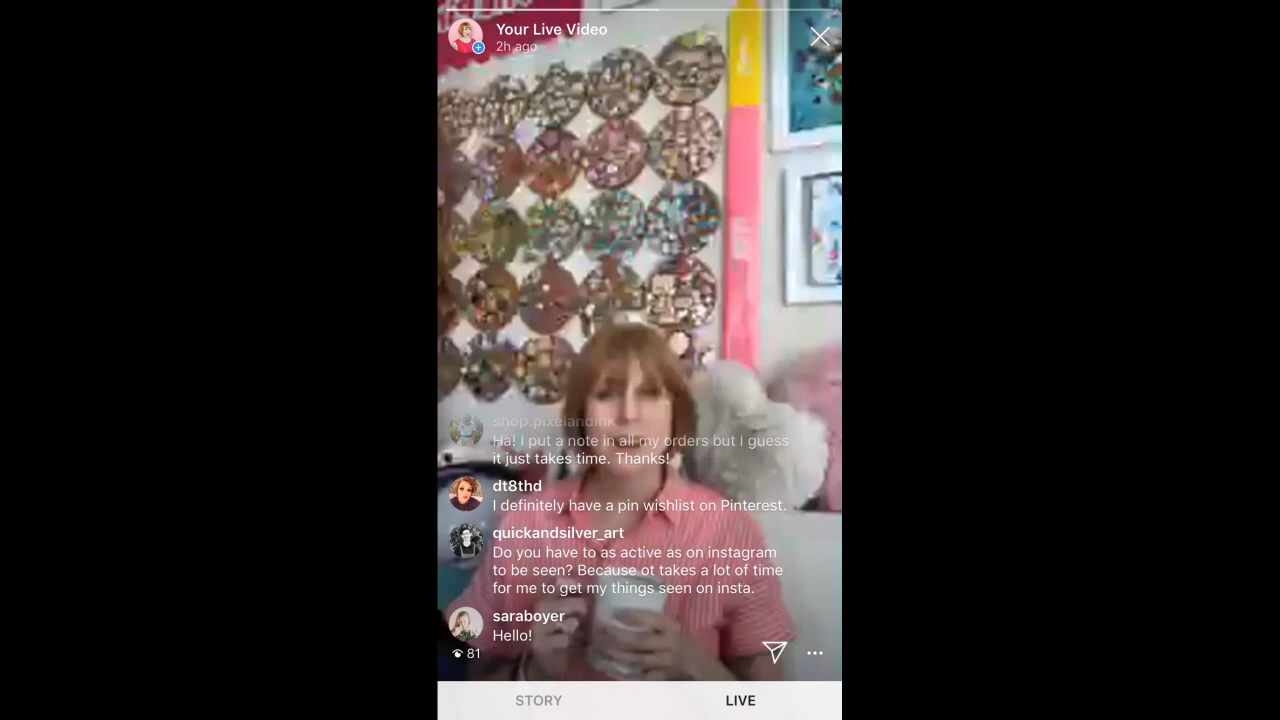 Your Live Video
2h ago
shop.pixelandink
Ha! I put a note in all my orders but I guess
it just takes time. Thanks!
dt8thd
I definitely have a pin wishlist on Pinterest.
quickandsilver_art
Do you have to as active as on instagram
to be seen? Because ot takes a lot of time
for me to get my things seen on insta.
saraboyer
Hello!
81
STORY
LIVE